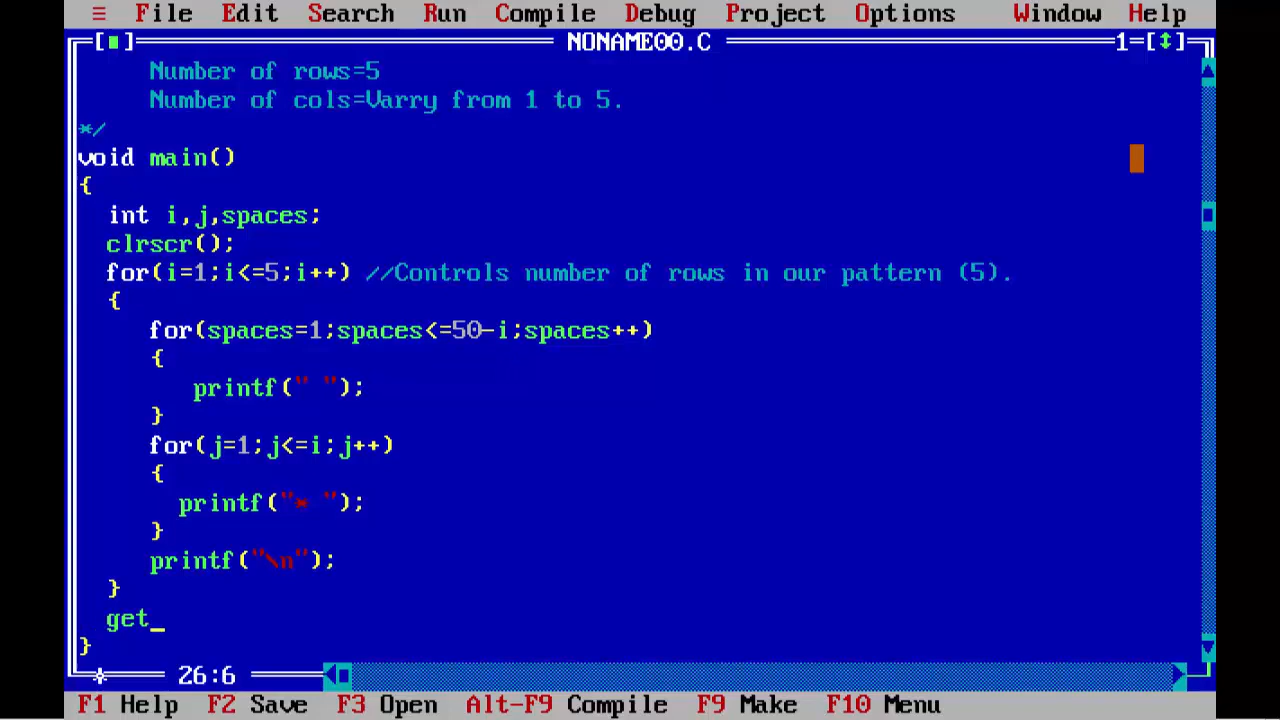 ≡ File Edit Search Run Compile Debug Project Options Window Help
[■] NONAME00.C 1=[↕]
Number of rows=5
Number of cols=Varry from 1 to 5.
*/
void main()
{
int i,j,spaces;
clrscr();
for(i=1;i<=5;i++) //Controls number of rows in our pattern (5).
{
for(spaces=1;spaces<=50-i;spaces++)
{
printf(" ");
}
for(j=1;j<=i;j++)
{
printf("* ");
}
printf("\n");
}
get_
}
26:6
F1 Help F2 Save F3 Open Alt-F9 Compile F9 Make F10 Menu